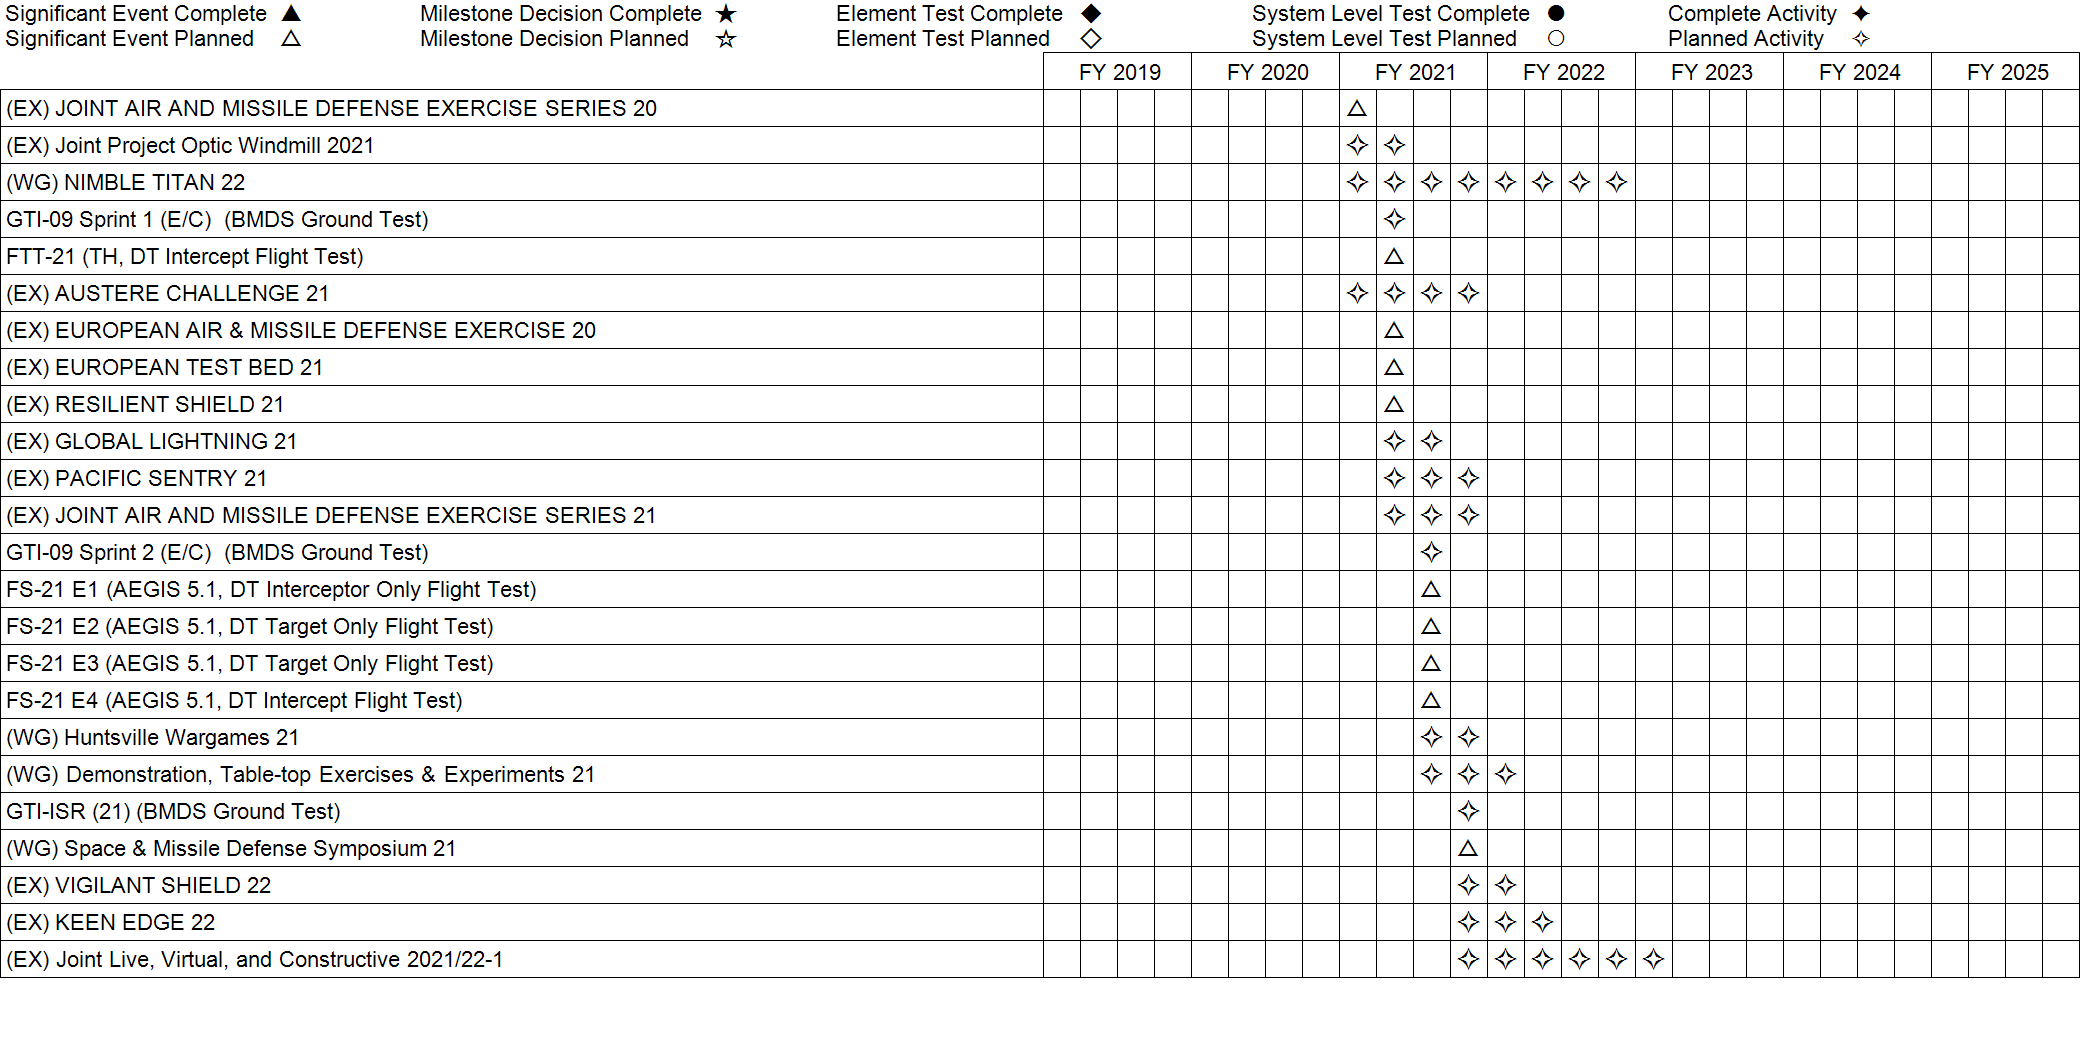 Significant Event Complete ▲ Milestone Decision Complete ★ Element Test Complete ◆ System Level Test Complete ● Complete Activity ✦
Significant Event Planned △ Milestone Decision Planned ☆ Element Test Planned ◇ System Level Test Planned ○ Planned Activity ✧
FY 2019 FY 2020 FY 2021 FY 2022 FY 2023 FY 2024 FY 2025
(EX) JOINT AIR AND MISSILE DEFENSE EXERCISE SERIES 20 △
(EX) Joint Project Optic Windmill 2021 ✧ ✧
(WG) NIMBLE TITAN 22 ✧ ✧ ✧ ✧ ✧ ✧ ✧ ✧
GTI-09 Sprint 1 (E/C) (BMDS Ground Test) ✧
FTT-21 (TH, DT Intercept Flight Test) △
(EX) AUSTERE CHALLENGE 21 ✧ ✧ ✧ ✧
(EX) EUROPEAN AIR & MISSILE DEFENSE EXERCISE 20 △
(EX) EUROPEAN TEST BED 21 △
(EX) RESILIENT SHIELD 21 △
(EX) GLOBAL LIGHTNING 21 ✧ ✧
(EX) PACIFIC SENTRY 21 ✧ ✧ ✧
(EX) JOINT AIR AND MISSILE DEFENSE EXERCISE SERIES 21 ✧ ✧ ✧
GTI-09 Sprint 2 (E/C) (BMDS Ground Test) ✧
FS-21 E1 (AEGIS 5.1, DT Interceptor Only Flight Test) △
FS-21 E2 (AEGIS 5.1, DT Target Only Flight Test) △
FS-21 E3 (AEGIS 5.1, DT Target Only Flight Test) △
FS-21 E4 (AEGIS 5.1, DT Intercept Flight Test) △
(WG) Huntsville Wargames 21 ✧ ✧
(WG) Demonstration, Table-top Exercises & Experiments 21 ✧ ✧ ✧
GTI-ISR (21) (BMDS Ground Test) ✧
(WG) Space & Missile Defense Symposium 21 △
(EX) VIGILANT SHIELD 22 ✧ ✧
(EX) KEEN EDGE 22 ✧ ✧ ✧
(EX) Joint Live, Virtual, and Constructive 2021/22-1 ✧ ✧ ✧ ✧ ✧ ✧